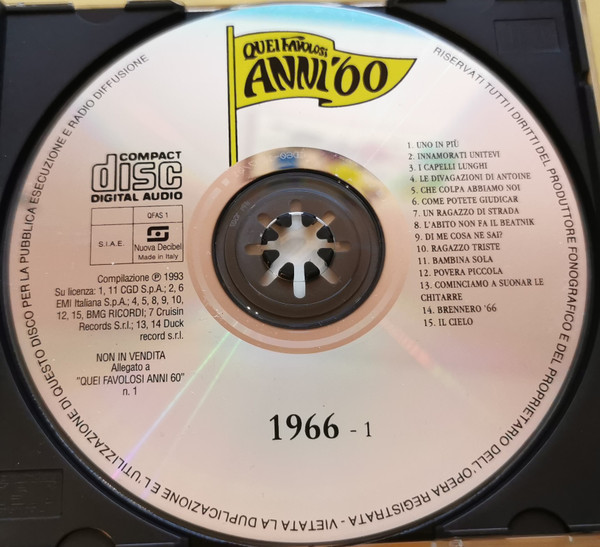 QUEI FAVOLOSI
ANNI '60
RISERVATI TUTTI I DIRITTI DEL PRODUTTORE FONOGRAFICO E DEL PROPRIETARIO DELL'OPERA REGISTRATA - VIETATA LA DUPLICAZIONE E L'UTILIZZAZIONE DI QUESTO DISCO PER LA PUBBLICA ESECUZIONE E RADIO DIFFUSIONE
COMPACT
disc
DIGITAL AUDIO
QFAS 1
S.I.A.E.
Nuova Decibel
Made in Italy
Compilazione ℗ 1993
Su licenza: 1, 11 CGD S.p.A.; 2, 6
EMI Italiana S.p.A.; 4, 5, 8, 9, 10,
12, 15, BMG RICORDI; 7 Cruisin
Records S.r.l.; 13, 14 Duck
record s.r.l.
NON IN VENDITA
Allegato a
"QUEI FAVOLOSI ANNI 60"
n. 1
1. UNO IN PIÙ
2. INNAMORATI UNITEVI
3. I CAPELLI LUNGHI
4. LE DIVAGAZIONI DI ANTOINE
5. CHE COLPA ABBIAMO NOI
6. COME POTETE GIUDICAR
7. UN RAGAZZO DI STRADA
8. L'ABITO NON FA IL BEATNIK
9. DI ME COSA NE SAI?
10. RAGAZZO TRISTE
11. BAMBINA SOLA
12. POVERA PICCOLA
13. COMINCIAMO A SUONAR LE
CHITARRE
14. BRENNERO '66
15. IL CIELO
1966 - 1